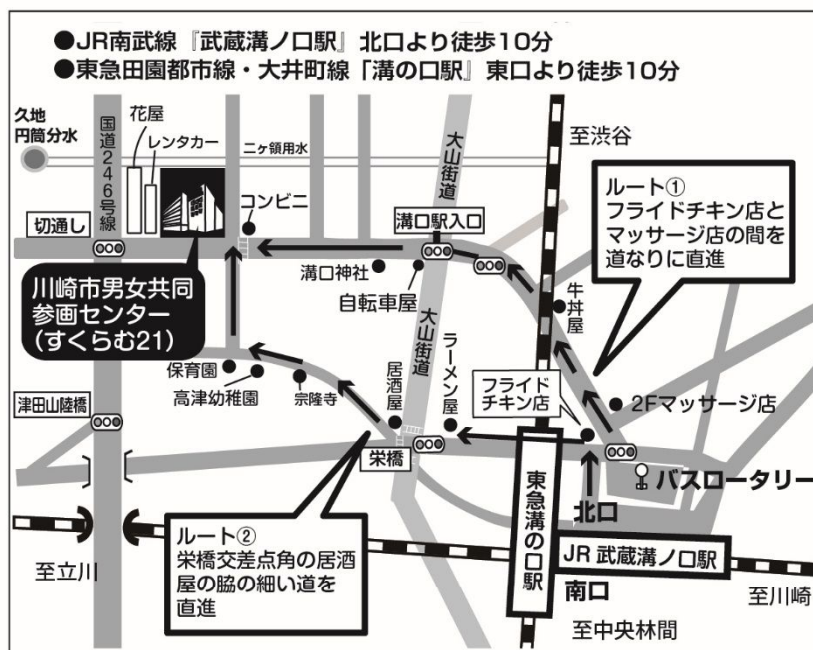 ●JR南武線『武蔵溝ノ口駅』北口より徒歩10分
●東急田園都市線・大井町線「溝の口駅」東口より徒歩10分
久地
円筒分水
花屋
レンタカー
国道246号線
二ヶ領用水
大山街道
至渋谷
コンビニ
溝口駅入口
切通し
ルート①
フライドチキン店と
マッサージ店の間を
道なりに直進
川崎市男女共同
参画センター
(すくらむ21)
溝口神社
自転車屋
牛丼屋
大山街道
ラーメン屋
居酒屋
保育園
高津幼稚園
宗隆寺
フライド
チキン店
2Fマッサージ店
津田山陸橋
栄橋
バスロータリー
北口
東急溝の口駅
ルート②
栄橋交差点角の居酒
屋の脇の細い道を
直進
JR 武蔵溝ノ口駅
南口
至立川
至川崎
至中央林間